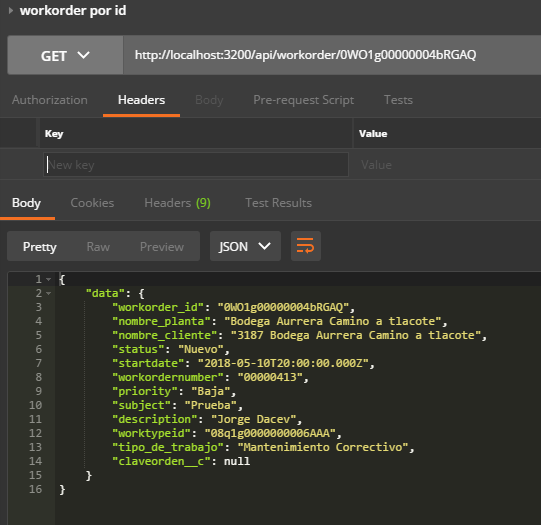 workorder por id
GET http://localhost:3200/api/workorder/0WO1g00000004bRGAQ
Authorization Headers Body Pre-request Script Tests
Key Value
New key Value
Body Cookies Headers (9) Test Results
Pretty Raw Preview JSON
1 {
2 "data": {
3 "workorder_id": "0WO1g00000004bRGAQ",
4 "nombre_planta": "Bodega Aurrera Camino a tlacote",
5 "nombre_cliente": "3187 Bodega Aurrera Camino a tlacote",
6 "status": "Nuevo",
7 "startdate": "2018-05-10T20:00:00.000Z",
8 "workordernumber": "00000413",
9 "priority": "Baja",
10 "subject": "Prueba",
11 "description": "Jorge Dacev",
12 "worktypeid": "08q1g0000000006AAA",
13 "tipo_de_trabajo": "Mantenimiento Correctivo",
14 "claveorden__c": null
15 }
16 }